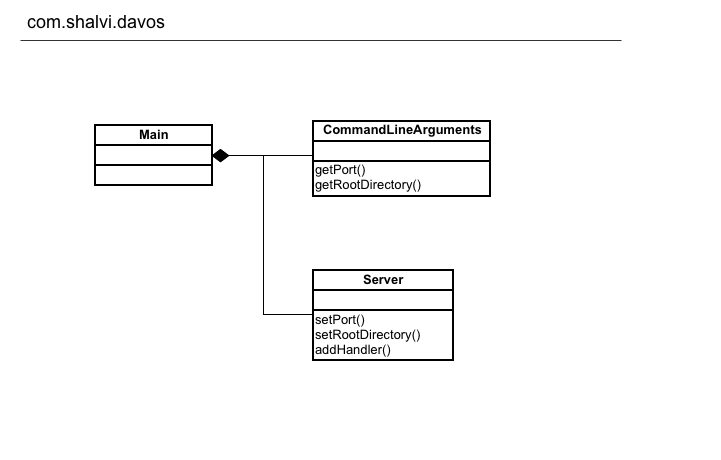 com.shalvi.davos
Main
CommandLineArguments
getPort()
getRootDirectory()
Server
setPort()
setRootDirectory()
addHandler()